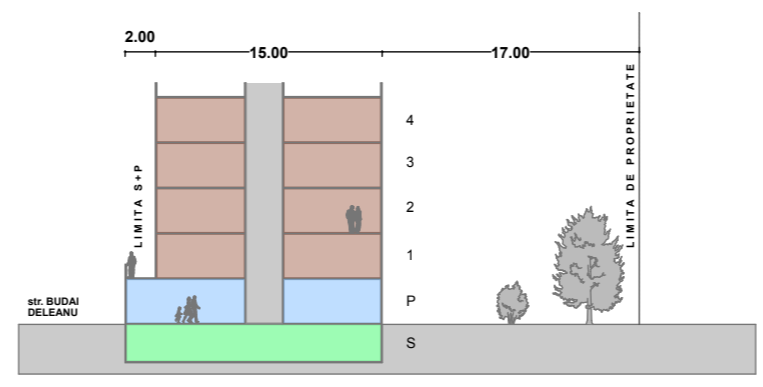 2.00
15.00
17.00
LIMITA S+P
LIMITA DE PROPRIETATE
4
3
2
1
P
S
str. BUDAI
DELEANU